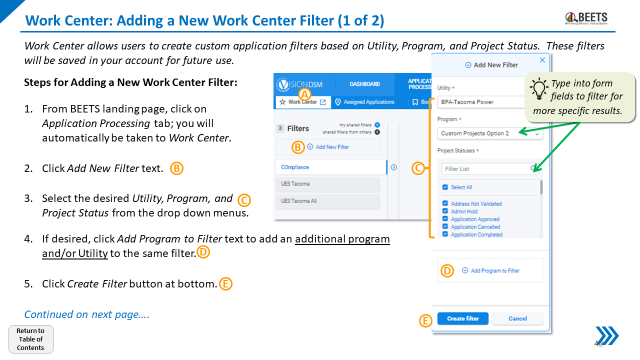 Work Center: Adding a New Work Center Filter (1 of 2)
BEETS
Work Center allows users to create custom application filters based on Utility, Program, and Project Status. These filters
will be saved in your account for future use.
Steps for Adding a New Work Center Filter:
1. From BEETS landing page, click on
Application Processing tab; you will
automatically be taken to Work Center.
2. Click Add New Filter text. B
3. Select the desired Utility, Program, and
Project Status from the drop down menus. C
4. If desired, click Add Program to Filter text to add an additional program
and/or Utility to the same filter. D
5. Click Create Filter button at bottom. E
Continued on next page....
Return to
Table of
Contents
VISIONDSM
DASHBOARD
APPLICATION
PROCESS
A
Work Center
Assigned Applications
3 Filters
my shared filters
shared filters from others
B
Add New Filter
COmpliance
UES Tacoma
UES Tacoma All
Add New Filter
Utility *
BPA-Tacoma Power
Program *
Custom Projects Option 2
Project Statuses *
C
Filter List
Select All
Address Not Validated
Admin Hold
Application Approved
Application Cancelled
Application Completed
D
Add Program to Filter
E
Create filter
Cancel
Type into form
fields to filter for
more specific results.